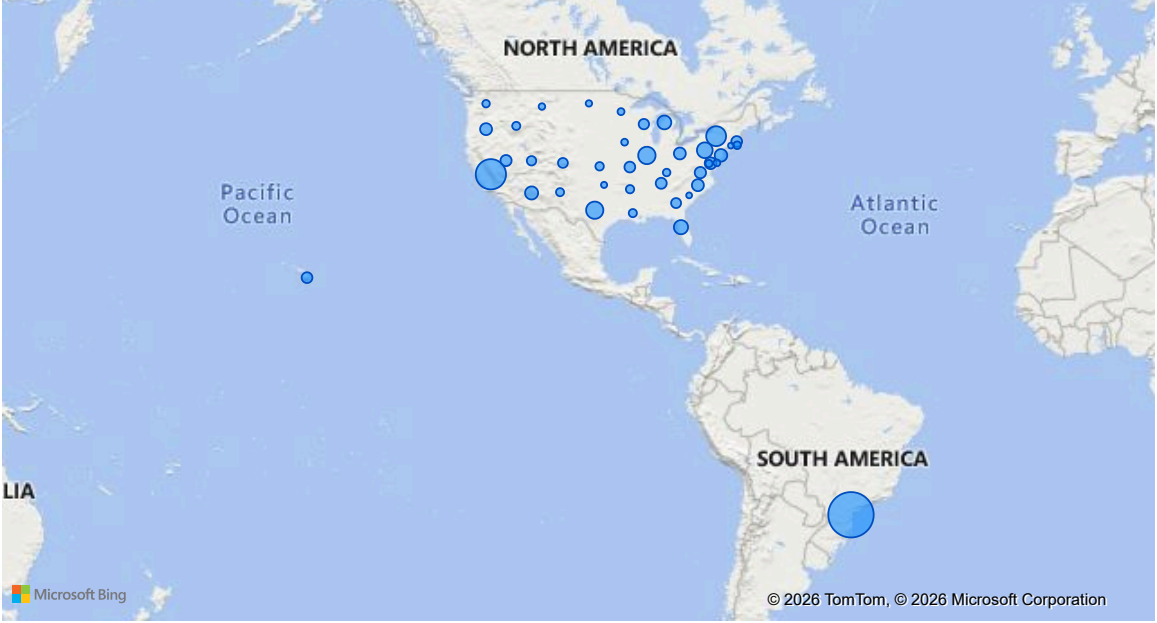 NORTH AMERICA
Pacific
Ocean
Atlantic
Ocean
SOUTH AMERICA
LIA
Microsoft Bing
© 2026 TomTom, © 2026 Microsoft Corporation